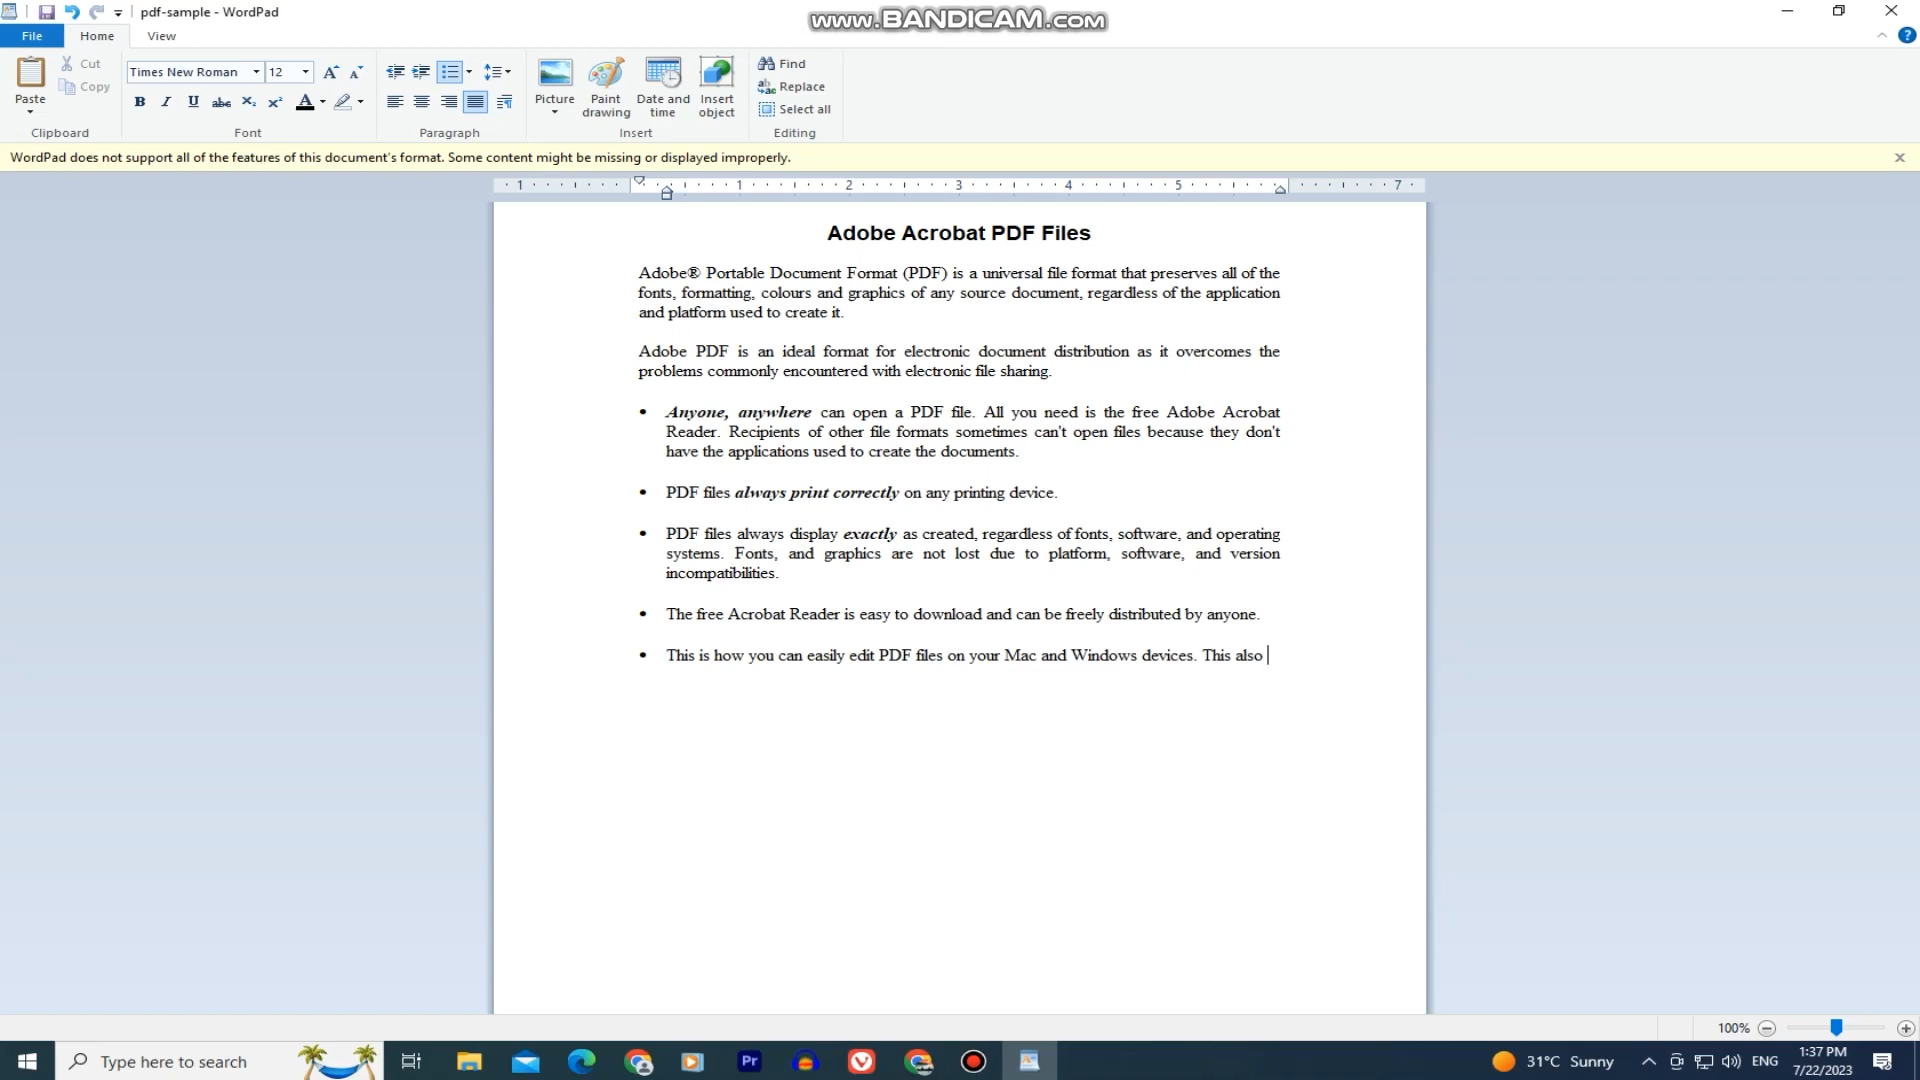 pdf-sample - WordPad
www.BANDICAM.com
File Home View
Cut
Copy
Paste
Times New Roman 12
Picture
Paint drawing
Date and time
Insert object
Find
Replace
Select all
Clipboard Font Paragraph Insert Editing
WordPad does not support all of the features of this document's format. Some content might be missing or displayed improperly.
1 1 2 3 4 5 7
Adobe Acrobat PDF Files
Adobe® Portable Document Format (PDF) is a universal file format that preserves all of the
fonts, formatting, colours and graphics of any source document, regardless of the application
and platform used to create it.
Adobe PDF is an ideal format for electronic document distribution as it overcomes the
problems commonly encountered with electronic file sharing.
• Anyone, anywhere can open a PDF file. All you need is the free Adobe Acrobat
Reader. Recipients of other file formats sometimes can't open files because they don't
have the applications used to create the documents.
• PDF files always print correctly on any printing device.
• PDF files always display exactly as created, regardless of fonts, software, and operating
systems. Fonts, and graphics are not lost due to platform, software, and version
incompatibilities.
• The free Acrobat Reader is easy to download and can be freely distributed by anyone.
• This is how you can easily edit PDF files on your Mac and Windows devices. This also
100%
Type here to search
Pr
31°C Sunny
ENG
1:37 PM
7/22/2023